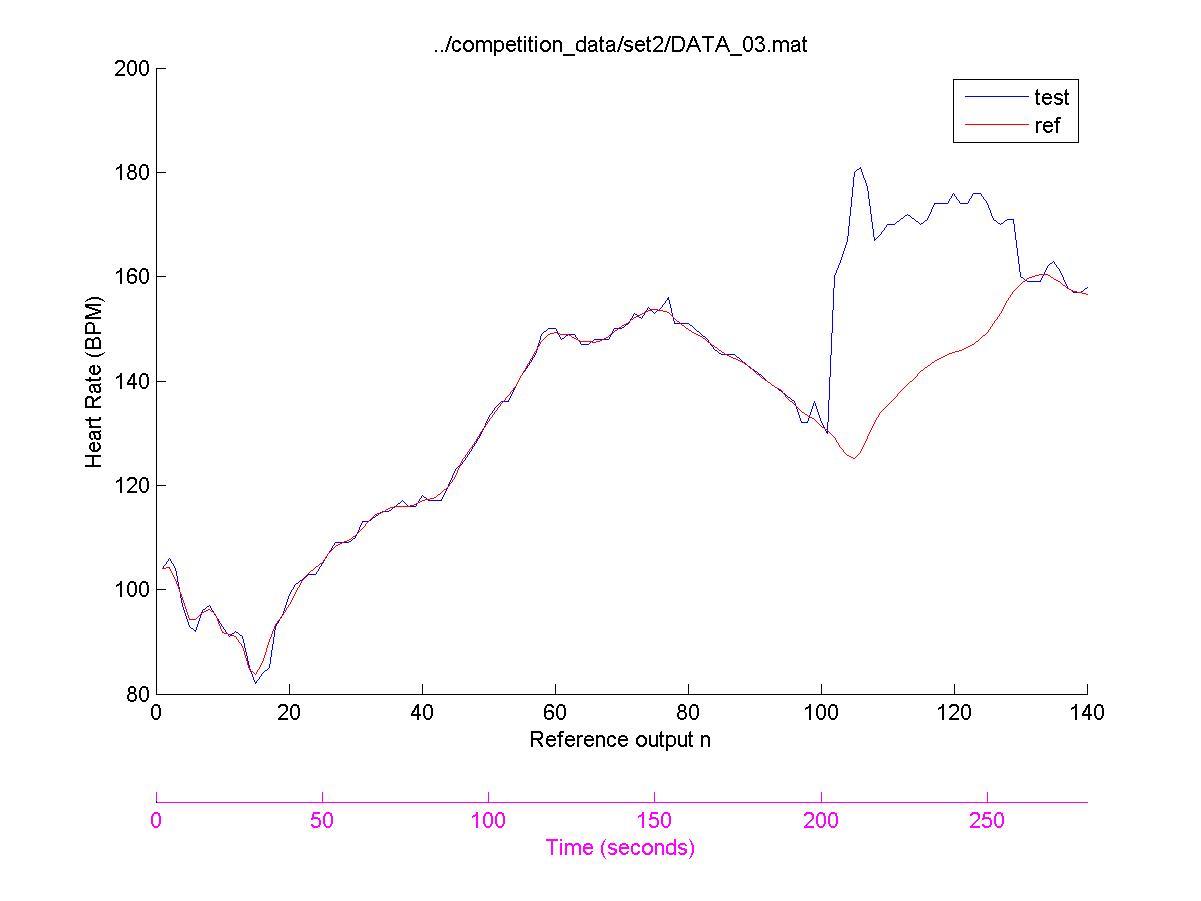 ../competition_data/set2/DATA_03.mat
200
180
160
140
120
100
80
Heart Rate (BPM)
test
ref
0 20 40 60 80 100 120 140
Reference output n
0 50 100 150 200 250
Time (seconds)